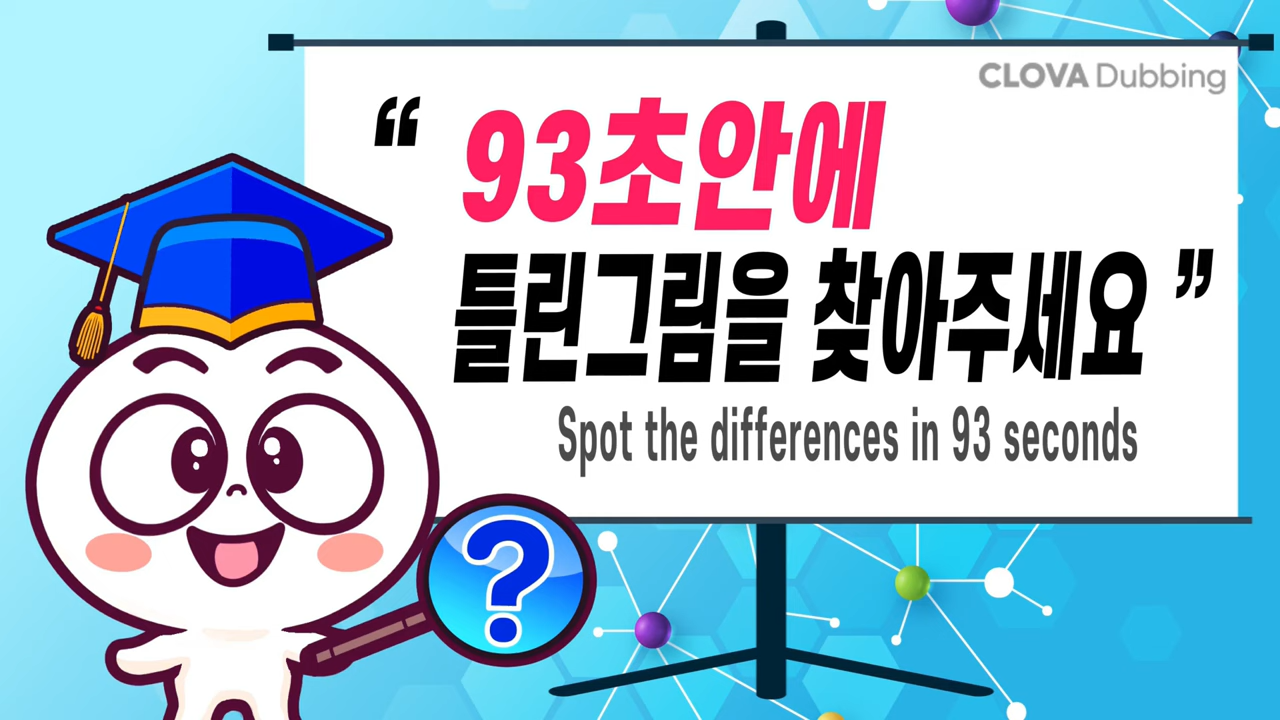 CLOVA Dubbing
“ 93초안에
틀린그림을 찾아주세요 ”
Spot the differences in 93 seconds
?